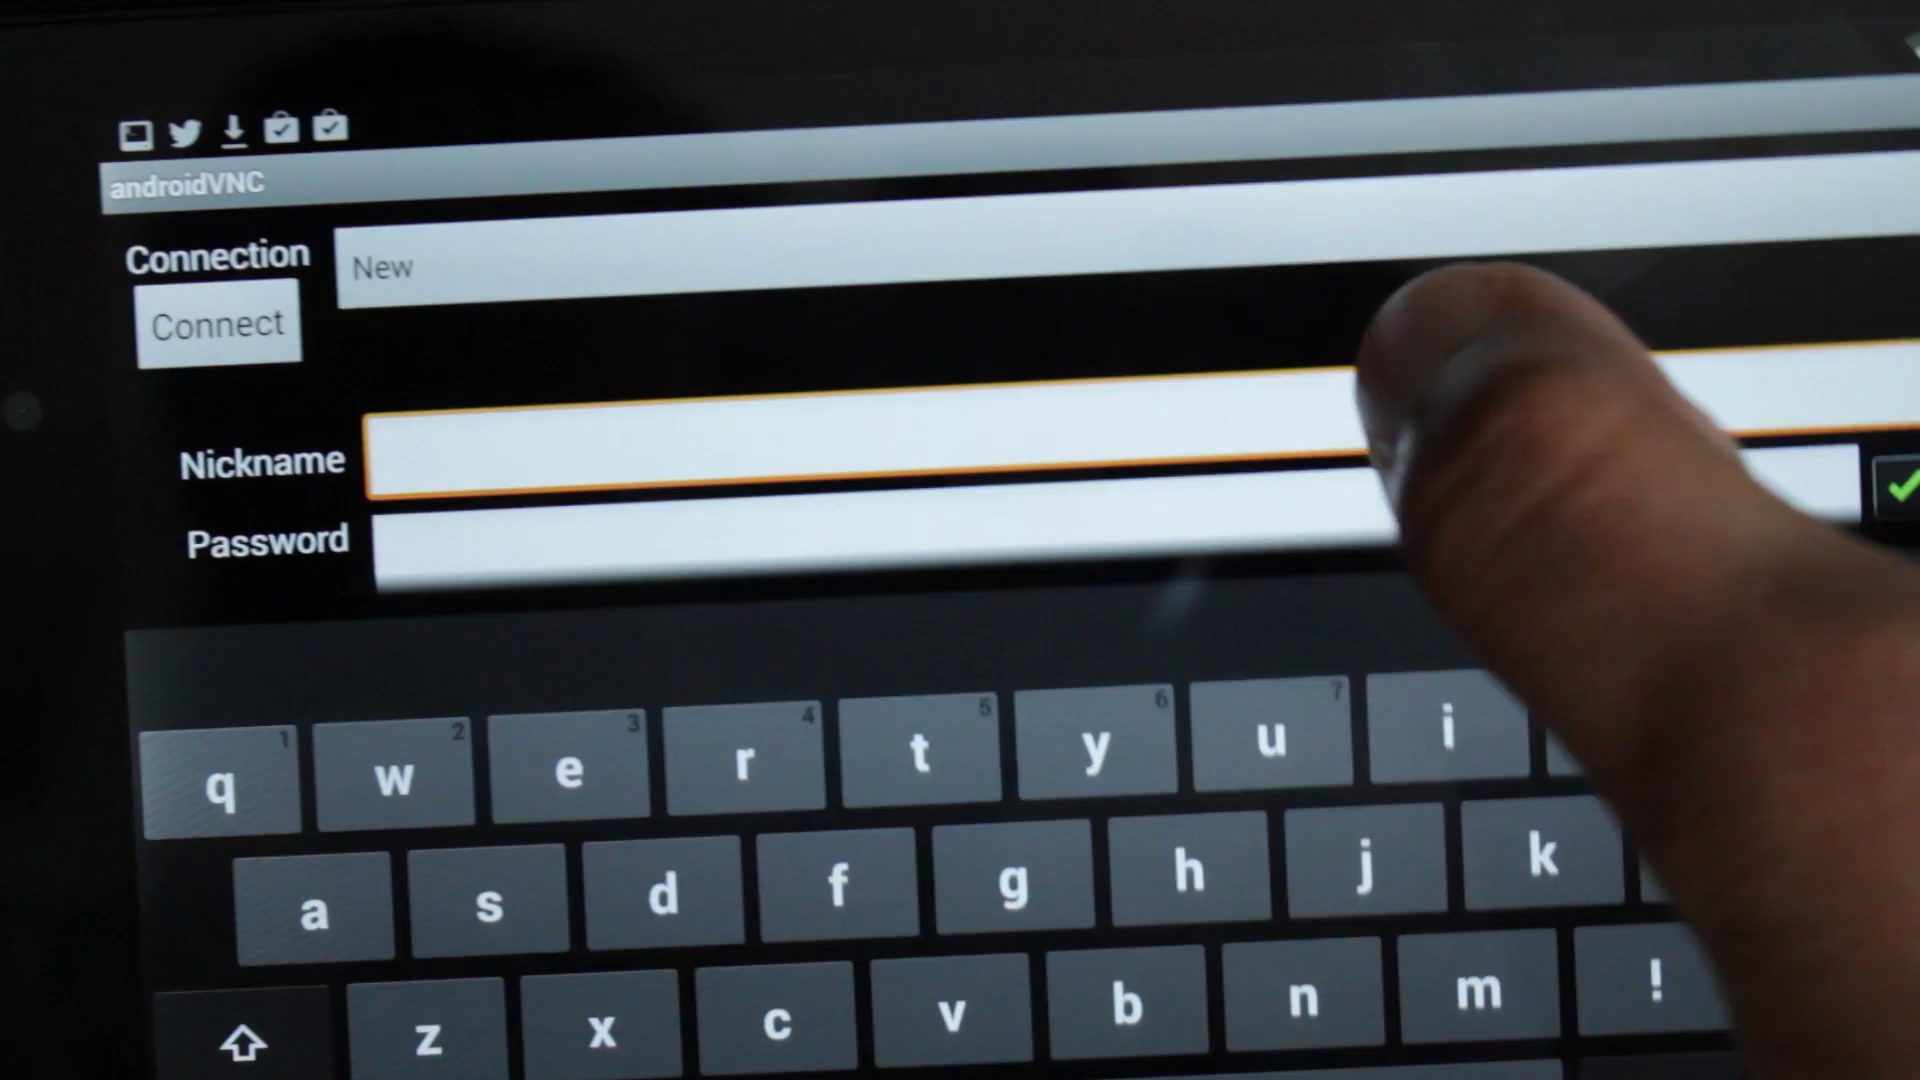 androidVNC
Connection
New
Connect
Nickname
Password
1 2 3 4 5 6 7
q w e r t y u i
a s d f g h j k
z x c v b n m !